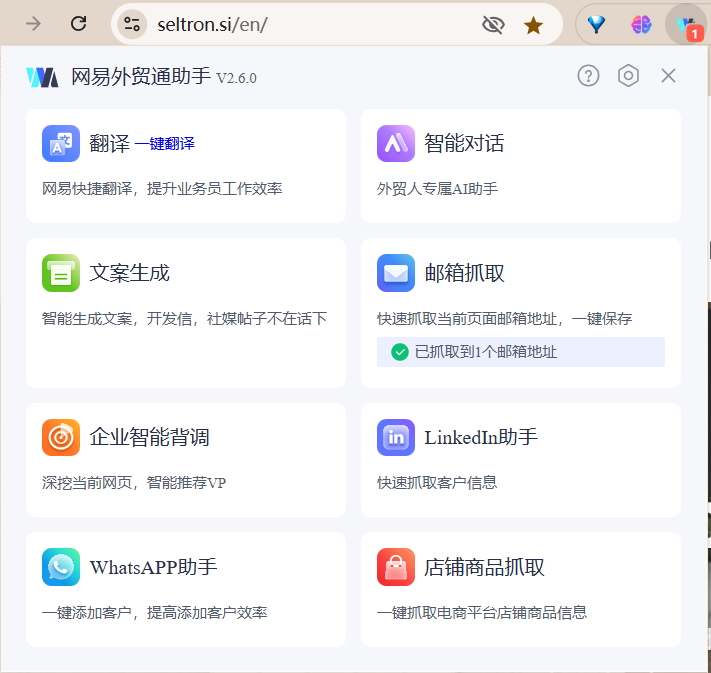 seltron.si/en/
1
网易外贸通助手 V2.6.0
翻译 一键翻译
网易快捷翻译，提升业务员工作效率
智能对话
外贸人专属AI助手
文案生成
智能生成文案，开发信，社媒帖子不在话下
邮箱抓取
快速抓取当前页面邮箱地址，一键保存
已抓取到1个邮箱地址
企业智能背调
深挖当前网页，智能推荐VP
LinkedIn助手
快速抓取客户信息
WhatsAPP助手
一键添加客户，提高添加客户效率
店铺商品抓取
一键抓取电商平台店铺商品信息